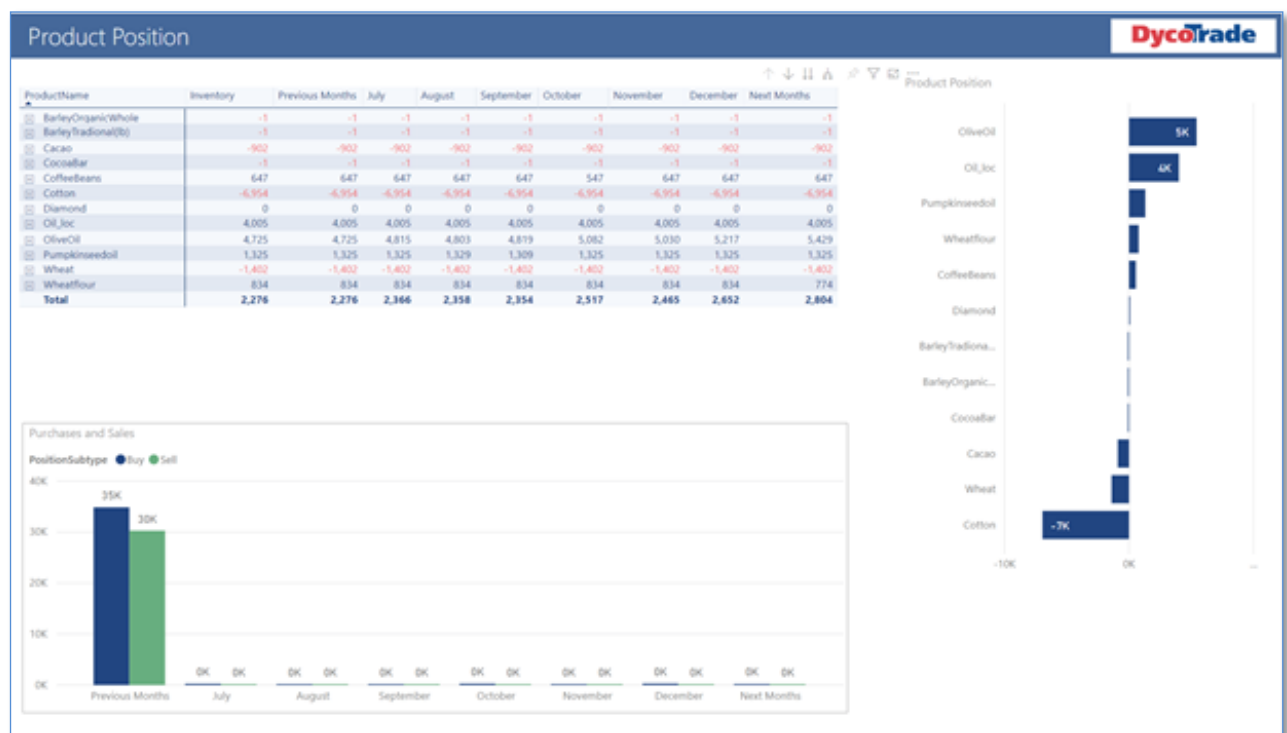 Product Position
DycoTrade
ProductName Inventory Previous Months July August September October November December Next Months
BarleyOrganicWhole -1 -1 -1 -1 -1 -1 -1 -1 -1
BarleyTradional(lb) -1 -1 -1 -1 -1 -1 -1 -1 -1
Cacao -902 -902 -902 -902 -902 -902 -902 -902 -902
CocoaBar -1 -1 -1 -1 -1 -1 -1 -1 -1
CoffeeBeans 647 647 647 647 647 547 647 647 647
Cotton -6,954 -6,954 -6,954 -6,954 -6,954 -6,954 -6,954 -6,954 -6,954
Diamond 0 0 0 0 0 0 0 0 0
Oil_loc 4,005 4,005 4,005 4,005 4,005 4,005 4,005 4,005 4,005
OliveOil 4,725 4,725 4,815 4,803 4,819 5,082 5,030 5,217 5,429
Pumpkinseedoil 1,325 1,325 1,325 1,329 1,309 1,325 1,325 1,325 1,325
Wheat -1,402 -1,402 -1,402 -1,402 -1,402 -1,402 -1,402 -1,402 -1,402
Wheatflour 834 834 834 834 834 834 834 834 774
Total 2,276 2,276 2,366 2,358 2,354 2,517 2,465 2,652 2,804
Product Position
OliveOil 5K
Oil_loc 4K
Pumpkinseedoil
Wheatflour
CoffeeBeans
Diamond
BarleyTradiona...
BarleyOrganic...
CocoaBar
Cacao
Wheat
Cotton -7K
-10K 0K ...
Purchases and Sales
PositionSubtype Buy Sell
40K
35K
30K
30K
20K
10K
0K 0K 0K 0K 0K 0K 0K 0K 0K 0K 0K 0K 0K 0K
0K
Previous Months July August September October November December Next Months